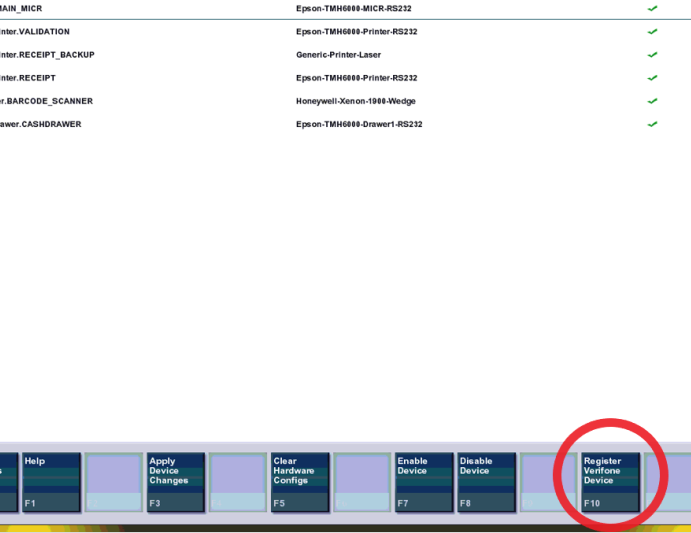 MAIN_MICR Epson-TMH6000-MICR-RS232
nter.VALIDATION Epson-TMH6000-Printer-RS232
nter.RECEIPT_BACKUP Generic-Printer-Laser
nter.RECEIPT Epson-TMH6000-Printer-RS232
er.BARCODE_SCANNER Honeywell-Xenon-1900-Wedge
awer.CASHDRAWER Epson-TMH6000-Drawer1-RS232
s
Help
F1
Apply
Device
Changes
F3
Clear
Hardware
Configs
F5
Enable
Device
F7
Disable
Device
F8
Register
Verifone
Device
F10